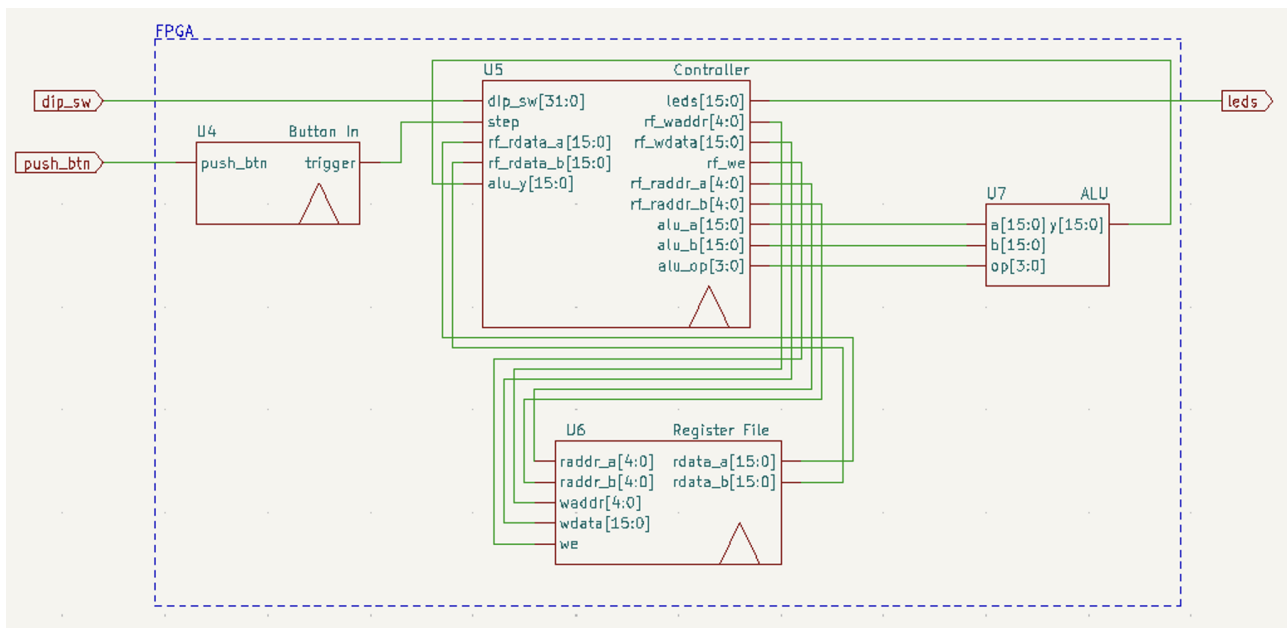 FPGA
U5 Controller
dip_sw
dip_sw[31:0] leds[15:0]
leds
step rf_waddr[4:0]
U4 Button In
rf_rdata_a[15:0] rf_wdata[15:0]
push_btn
push_btn trigger
rf_rdata_b[15:0] rf_we
alu_y[15:0] rf_raddr_a[4:0]
rf_raddr_b[4:0]
U7 ALU
alu_a[15:0]
a[15:0] y[15:0]
alu_b[15:0]
b[15:0]
alu_op[3:0]
op[3:0]
U6 Register File
raddr_a[4:0] rdata_a[15:0]
raddr_b[4:0] rdata_b[15:0]
waddr[4:0]
wdata[15:0]
we